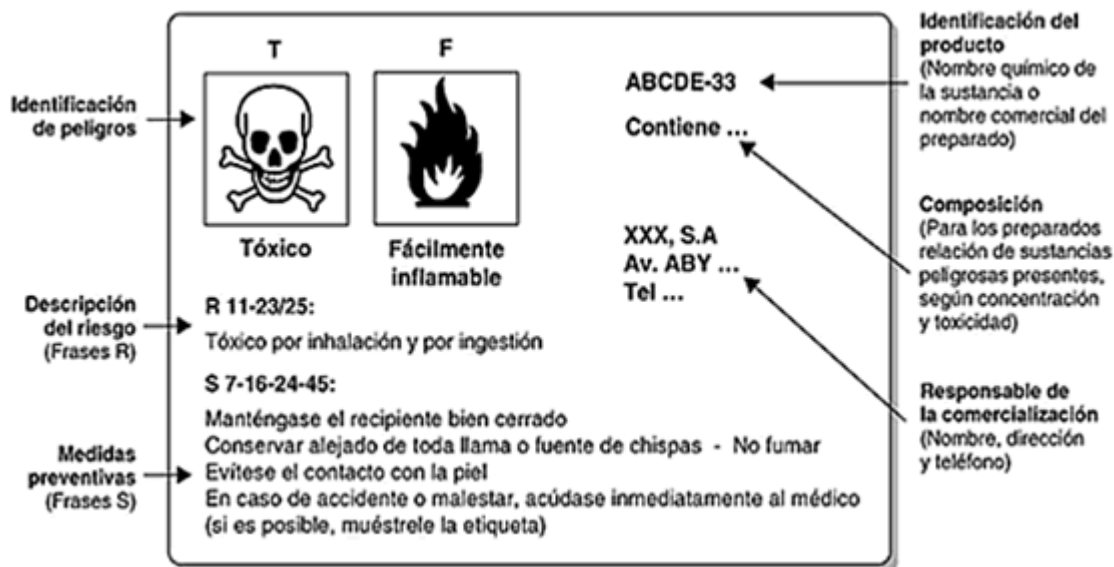 Identificación
de peligros
Descripción
del riesgo
(Frases R)
Medidas
preventivas
(Frases S)
T
F
Tóxico
Fácilmente
inflamable
R 11-23/25:
Tóxico por inhalación y por ingestión
S 7-16-24-45:
Manténgase el recipiente bien cerrado
Conservar alejado de toda llama o fuente de chispas - No fumar
Evítese el contacto con la piel
En caso de accidente o malestar, acúdase inmediatamente al médico
(si es posible, muéstrele la etiqueta)
ABCDE-33
Contiene ...
XXX, S.A
Av. ABY ...
Tel ...
Identificación del
producto
(Nombre químico de
la sustancia o
nombre comercial del
preparado)
Composición
(Para los preparados
relación de sustancias
peligrosas presentes,
según concentración
y toxicidad)
Responsable de
la comercialización
(Nombre, dirección
y teléfono)